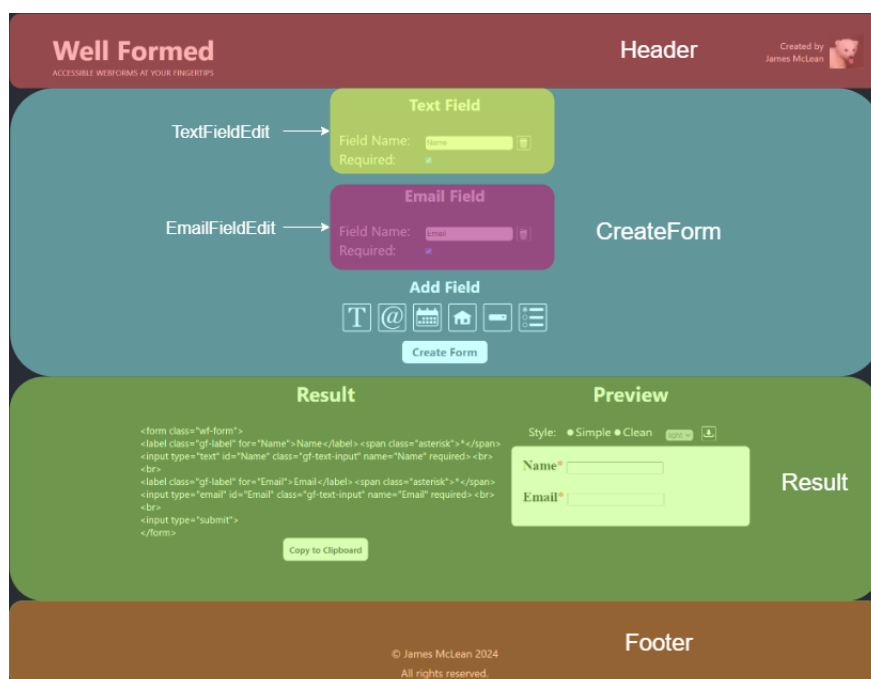 Well Formed
ACCESSIBLE WEBFORMS AT YOUR FINGERTIPS
Header
Created by
James McLean
Text Field
TextFieldEdit
Field Name: Name
Required:
Email Field
EmailFieldEdit
Field Name: Email
Required:
CreateForm
Add Field
T @
Create Form
Result
<form class="wf-form">
<label class="gf-label" for="Name">Name</label> <span class="asterisk">*</span>
<input type="text" id="Name" class="gf-text-input" name="Name" required> <br>
<br>
<label class="gf-label" for="Email">Email</label> <span class="asterisk">*</span>
<input type="email" id="Email" class="gf-text-input" name="Email" required> <br>
<br>
<input type="submit">
</form>
Copy to Clipboard
Preview
Style: Simple Clean light
Name*
Email*
Result
Footer
© James McLean 2024
All rights reserved.